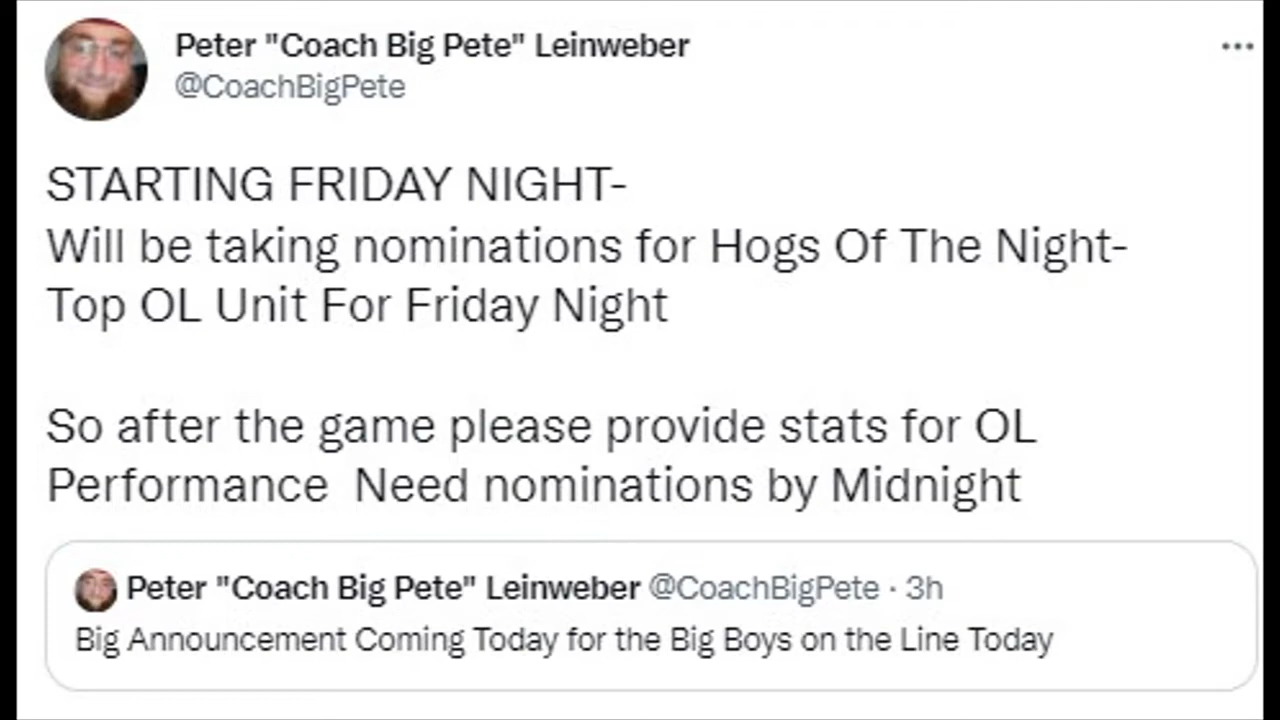 Peter "Coach Big Pete" Leinweber
@CoachBigPete
STARTING FRIDAY NIGHT-
Will be taking nominations for Hogs Of The Night-
Top OL Unit For Friday Night
So after the game please provide stats for OL
Performance  Need nominations by Midnight
Peter "Coach Big Pete" Leinweber @CoachBigPete · 3h
Big Announcement Coming Today for the Big Boys on the Line Today